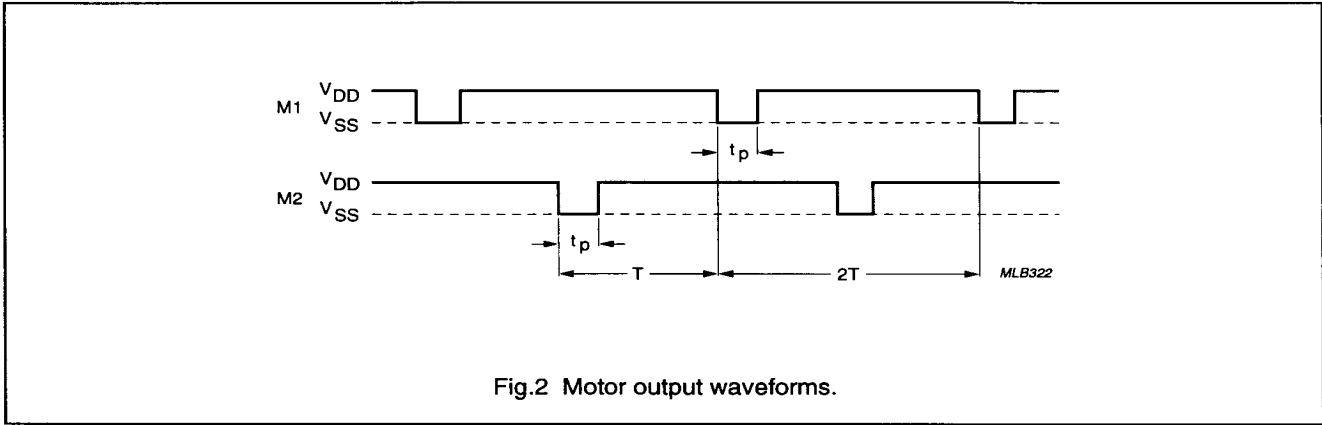 M1 VDD
VSS
tp
M2 VDD
VSS
tp
T 2T MLB322
Fig.2 Motor output waveforms.